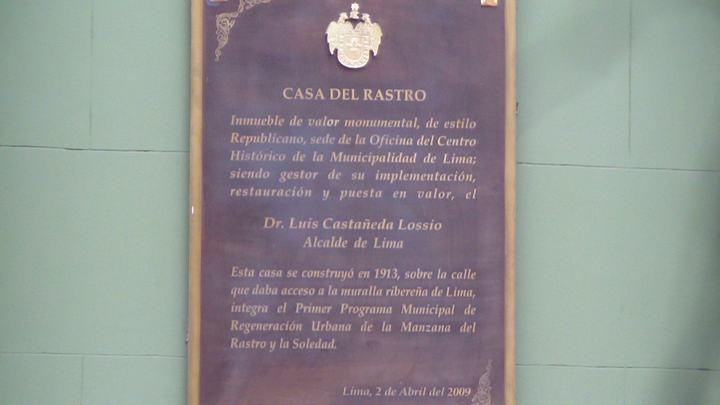 CASA DEL RASTRO
Inmueble de valor monumental, de estilo
Republicano, sede de la Oficina del Centro
Histórico de la Municipalidad de Lima;
siendo gestor de su implementación,
restauración y puesta en valor, el
Dr. Luis Castañeda Lossio
Alcalde de Lima
Esta casa se construyó en 1913, sobre la calle
que daba acceso a la muralla ribereña de Lima,
integra el Primer Programa Municipal de
Regeneración Urbana de la Manzana del
Rastro y la Soledad.
Lima, 2 de Abril del 2009